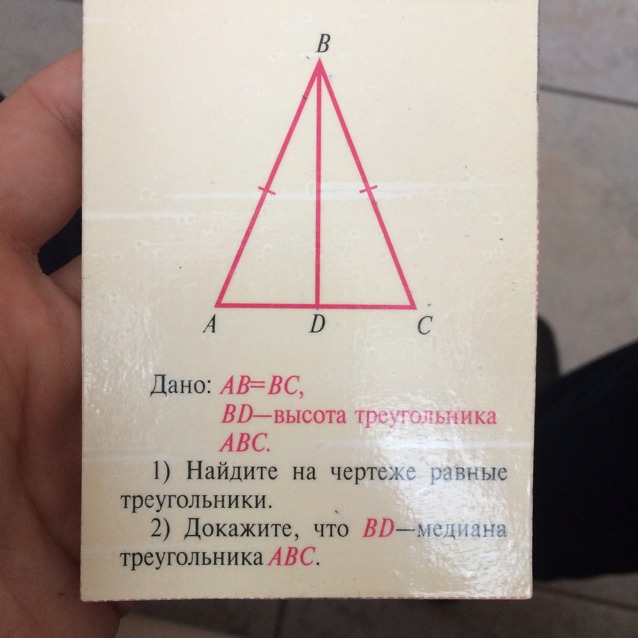 B
A D C
Дано: AB=BC,
BD—высота треугольника
ABC.
1) Найдите на чертеже равные
треугольники.
2) Докажите, что BD—медиана
треугольника ABC.